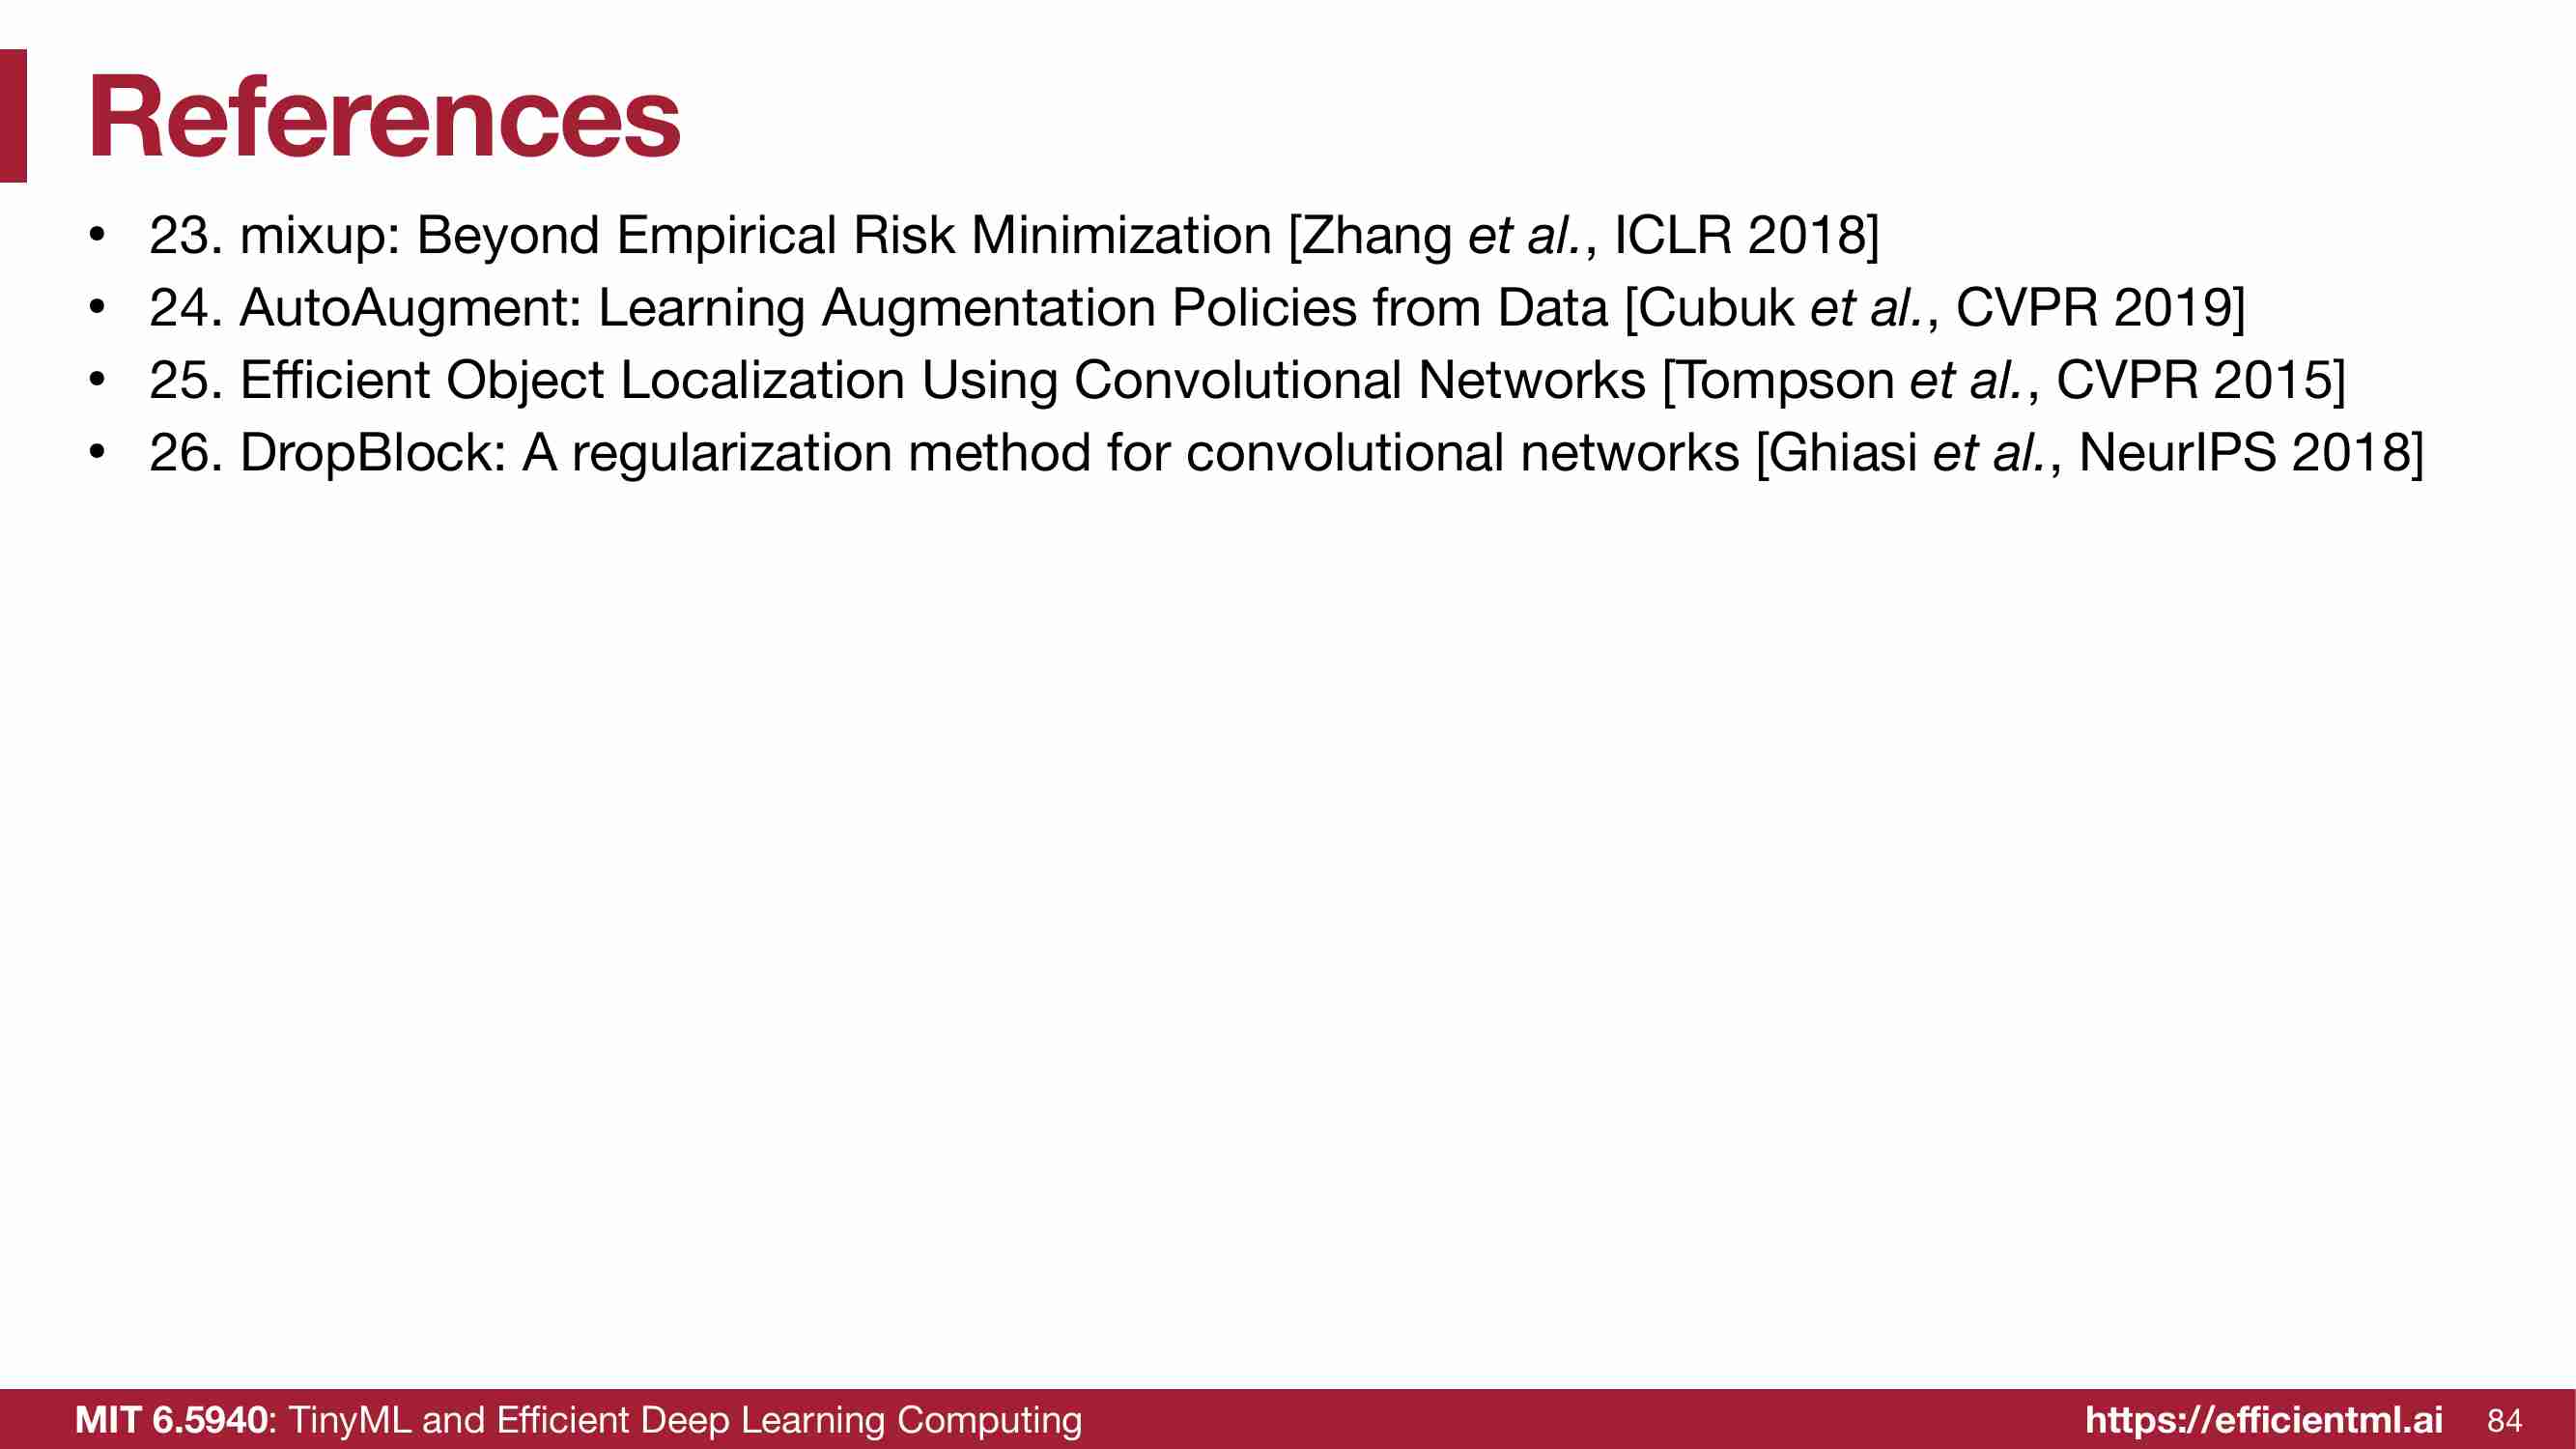 References
• 23. mixup: Beyond Empirical Risk Minimization [Zhang et al., ICLR 2018]
• 24. AutoAugment: Learning Augmentation Policies from Data [Cubuk et al., CVPR 2019]
• 25. Efficient Object Localization Using Convolutional Networks [Tompson et al., CVPR 2015]
• 26. DropBlock: A regularization method for convolutional networks [Ghiasi et al., NeurIPS 2018]
MIT 6.5940: TinyML and Efficient Deep Learning Computing
https://efficientml.ai 84